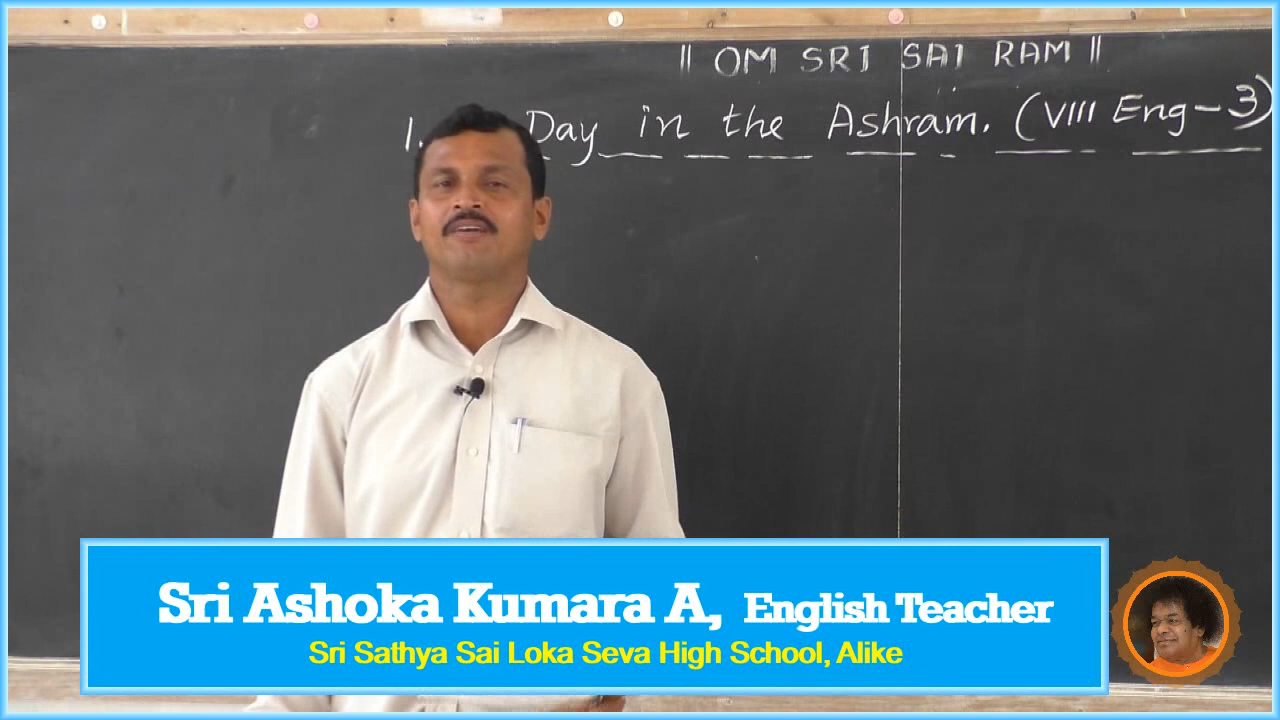 || OM SRI SAI RAM ||
1. Day in the Ashram. (VIII Eng-3)
Sri Ashoka Kumara A, English Teacher
Sri Sathya Sai Loka Seva High School, Alike